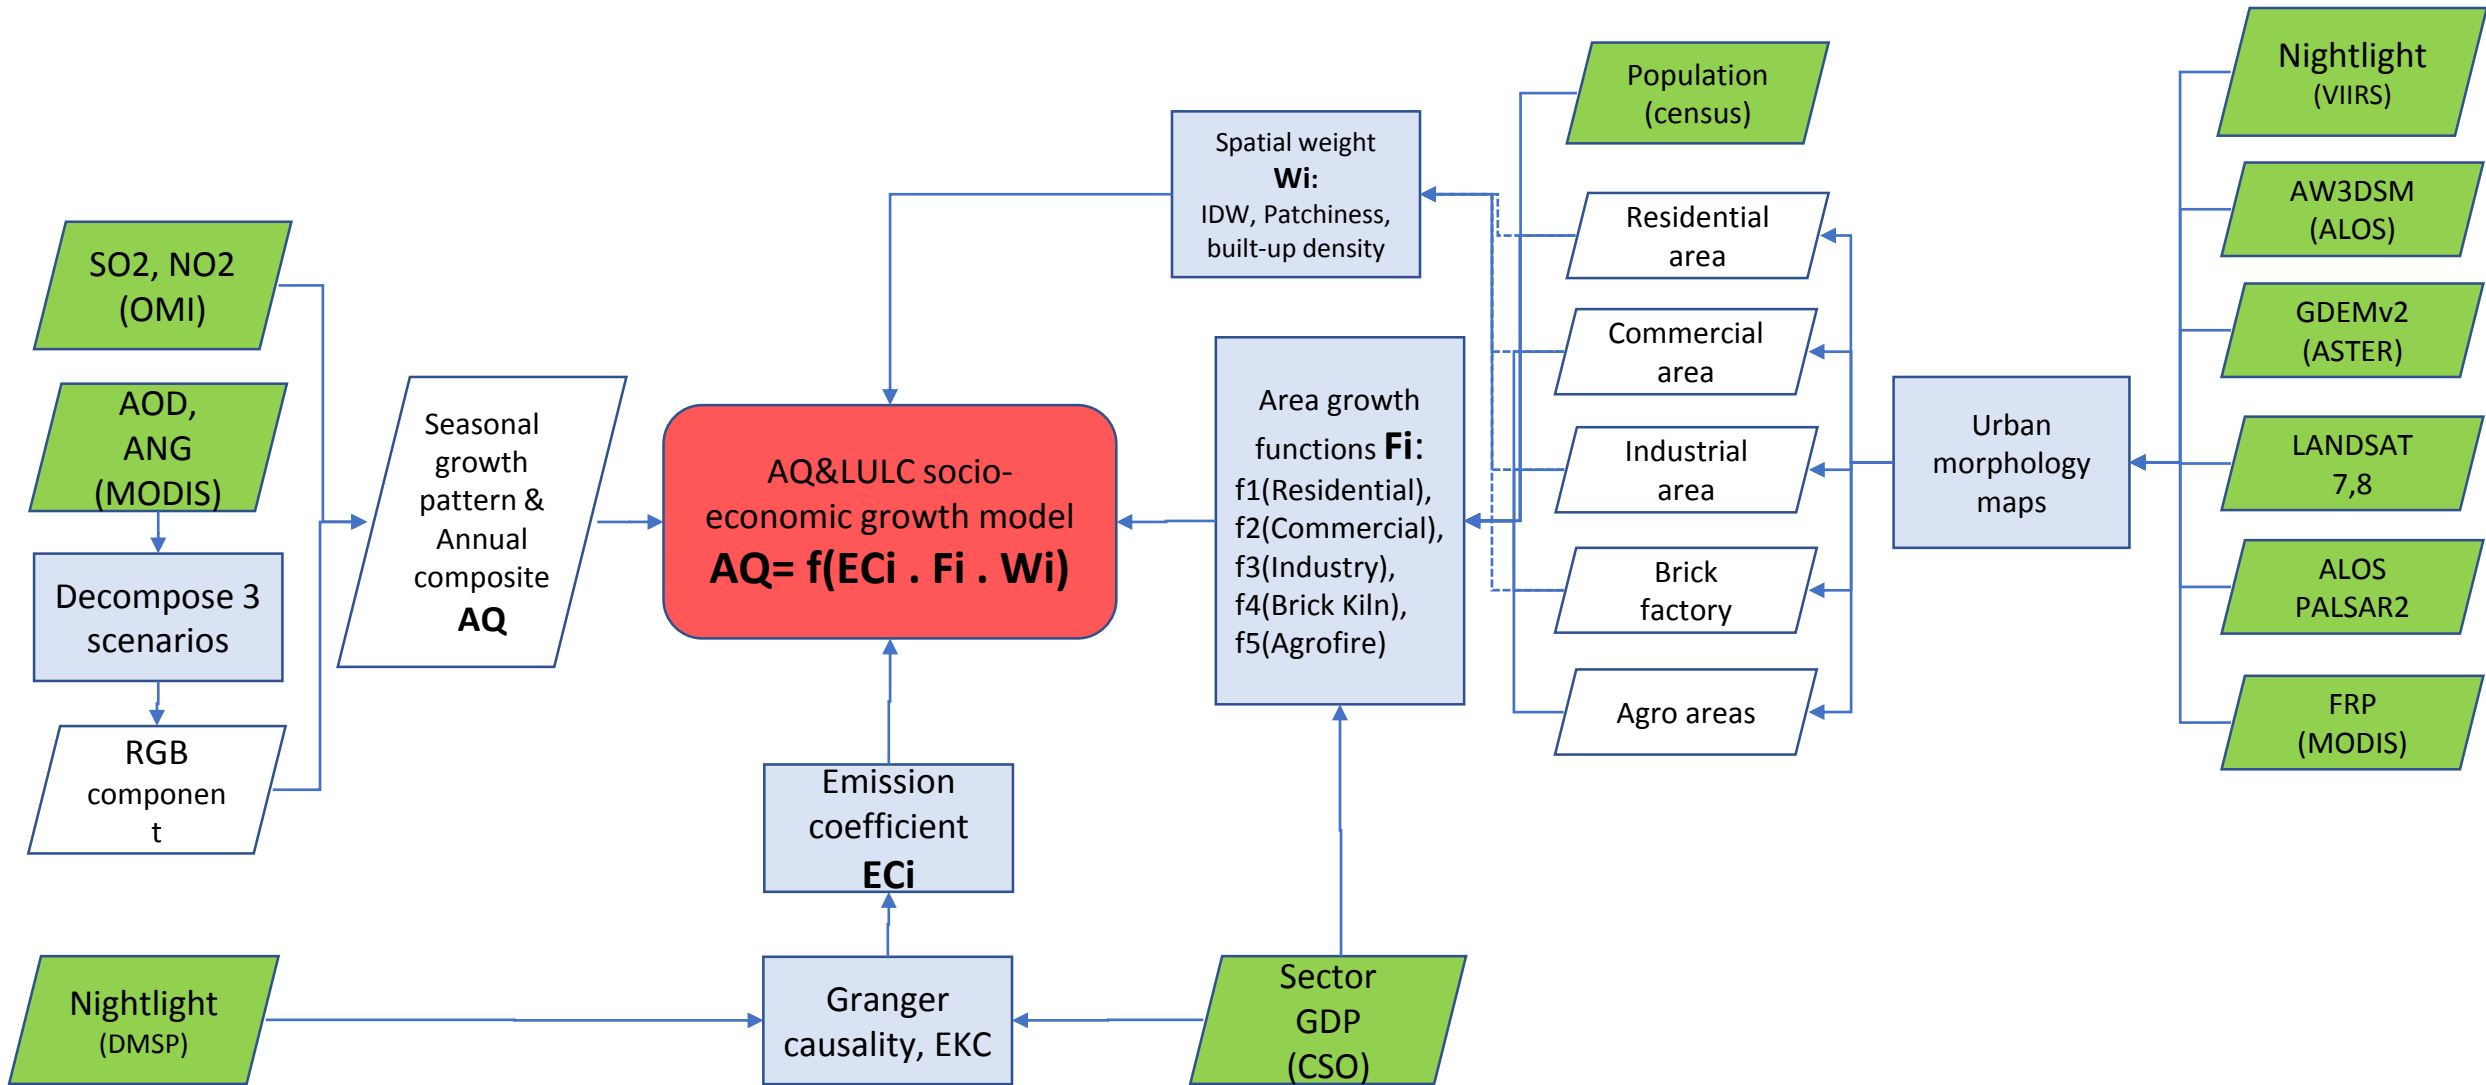 SO2, NO2
(OMI)
AOD,
ANG
(MODIS)
Decompose 3
scenarios
RGB
componen
t
Seasonal
growth
pattern &
Annual
composite
AQ
AQ&LULC socio-
economic growth model
AQ= f(ECi . Fi . Wi)
Spatial weight
Wi:
IDW, Patchiness,
built-up density
Area growth
functions Fi:
f1(Residential),
f2(Commercial),
f3(Industry),
f4(Brick Kiln),
f5(Agrofire)
Emission
coefficient
ECi
Granger
causality, EKC
Nightlight
(DMSP)
Sector
GDP
(CSO)
Population
(census)
Residential
area
Commercial
area
Industrial
area
Brick
factory
Agro areas
Urban
morphology
maps
Nightlight
(VIIRS)
AW3DSM
(ALOS)
GDEMv2
(ASTER)
LANDSAT
7,8
ALOS
PALSAR2
FRP
(MODIS)